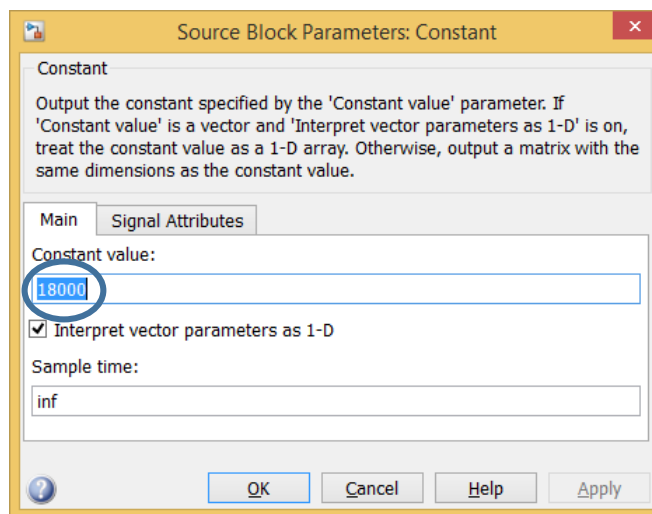 Source Block Parameters: Constant
Constant
Output the constant specified by the 'Constant value' parameter. If
'Constant value' is a vector and 'Interpret vector parameters as 1-D' is on,
treat the constant value as a 1-D array. Otherwise, output a matrix with the
same dimensions as the constant value.
Main Signal Attributes
Constant value:
18000
Interpret vector parameters as 1-D
Sample time:
inf
? OK Cancel Help Apply